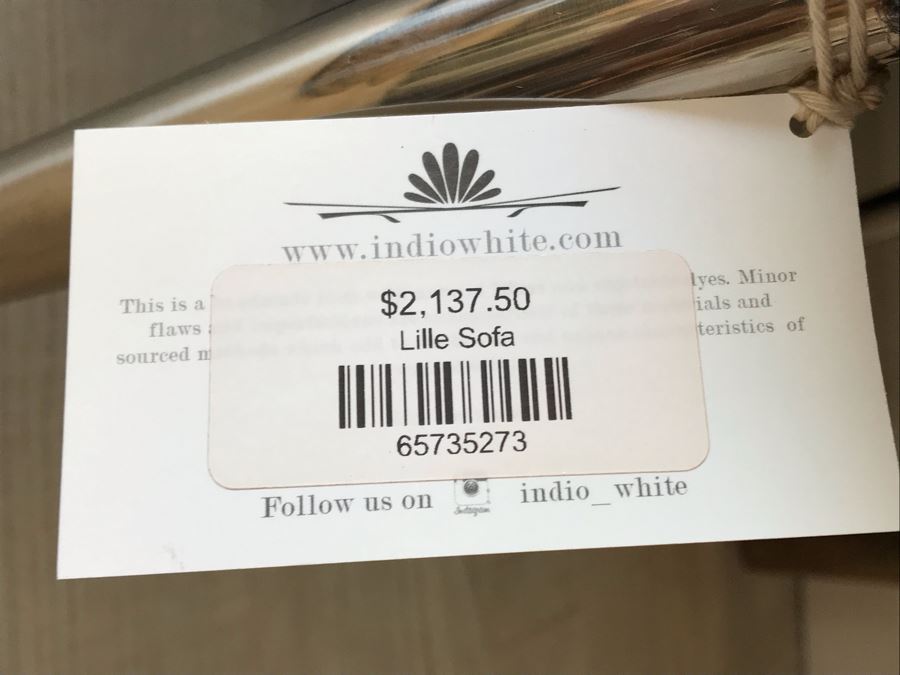 www.indiowhite.com
This is a lyes. Minor
flaws ials and
sourced m teristics of
$2,137.50
Lille Sofa
65735273
Follow us on Instagram indio_white